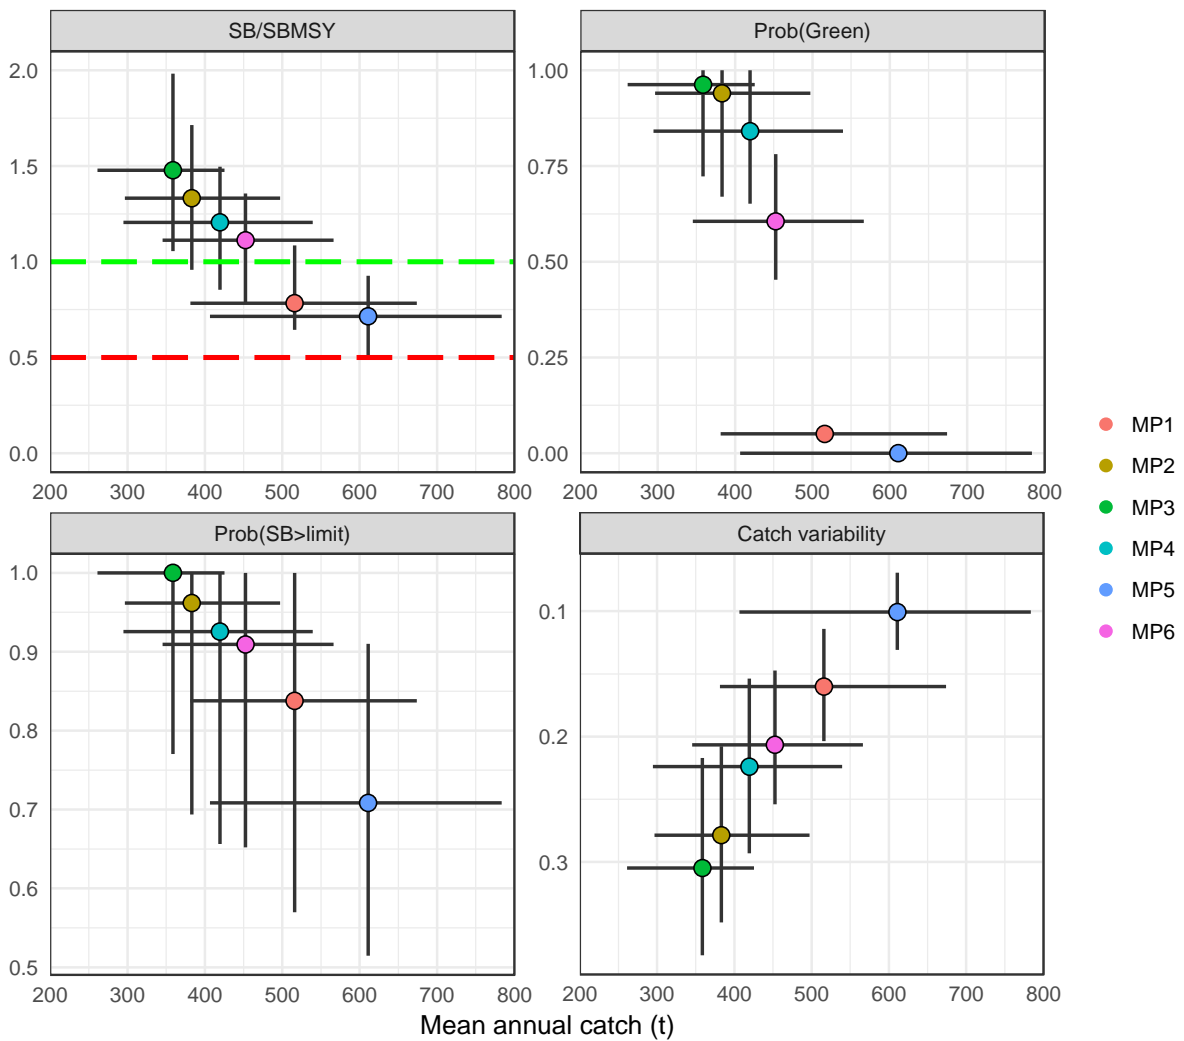 SB/SBMSY
Prob(Green)
2.0
1.5
1.0
0.5
0.0
1.00
0.75
0.50
0.25
0.00
200 300 400 500 600 700 800
200 300 400 500 600 700 800
Prob(SB>limit)
Catch variability
1.0
0.9
0.8
0.7
0.6
0.5
0.1
0.2
0.3
200 300 400 500 600 700 800
200 300 400 500 600 700 800
Mean annual catch (t)
MP1
MP2
MP3
MP4
MP5
MP6